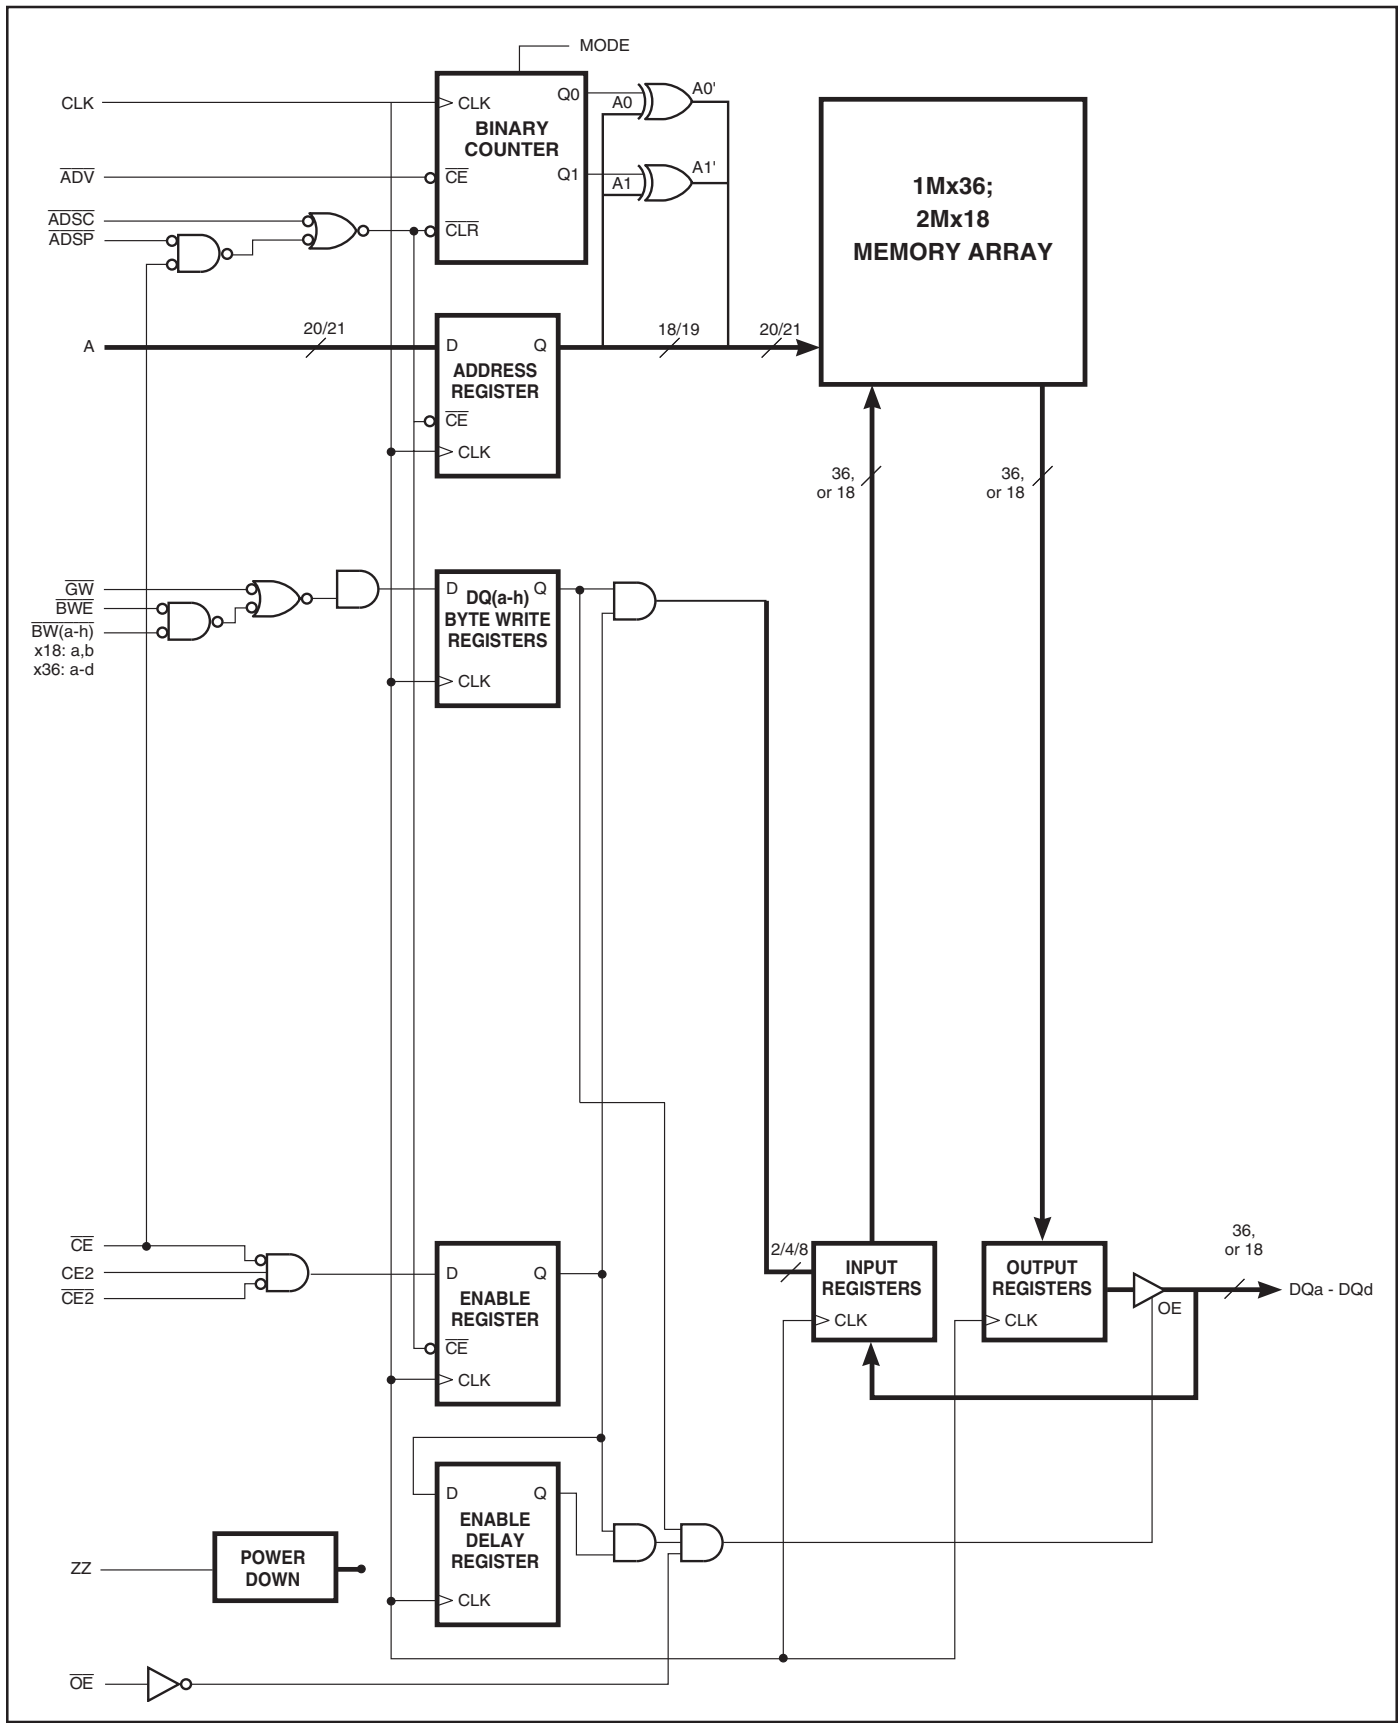 MODE
CLK
CLK
Q0
A0
A0'
BINARY
COUNTER
ADV
CE
Q1
A1
A1'
ADSC
ADSP
CLR
1Mx36;
2Mx18
MEMORY ARRAY
A
20/21
D
Q
18/19
20/21
ADDRESS
REGISTER
CE
CLK
36,
or 18
36,
or 18
GW
BWE
BW(a-h)
x18: a,b
x36: a-d
D
Q
DQ(a-h)
BYTE WRITE
REGISTERS
CLK
CE
CE2
CE2
D
Q
ENABLE
REGISTER
CE
CLK
2/4/8
INPUT
REGISTERS
CLK
OUTPUT
REGISTERS
CLK
OE
36,
or 18
DQa - DQd
D
Q
ENABLE
DELAY
REGISTER
CLK
ZZ
POWER
DOWN
OE